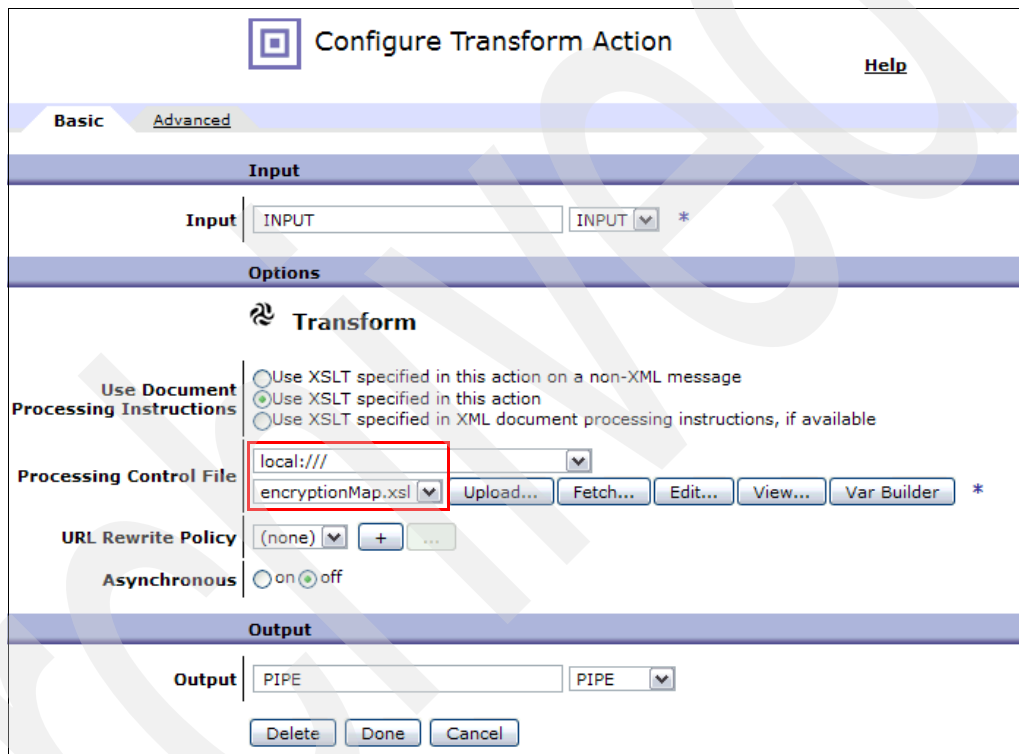 Configure Transform Action
Help
Basic Advanced
Input
Input INPUT INPUT *
Options
Transform
Use Document Processing Instructions
Use XSLT specified in this action on a non-XML message
Use XSLT specified in this action
Use XSLT specified in XML document processing instructions, if available
Processing Control File
local:///
encryptionMap.xsl Upload... Fetch... Edit... View... Var Builder *
URL Rewrite Policy (none) + ...
Asynchronous on off
Output
Output PIPE PIPE
Delete Done Cancel